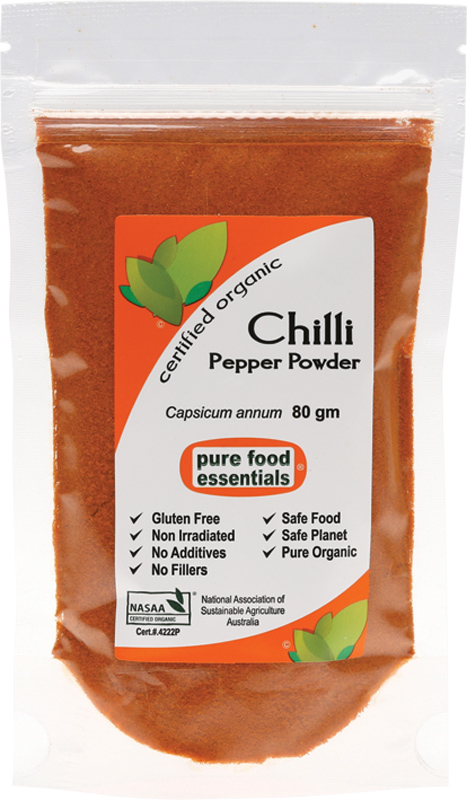 certified organic
Chilli
Pepper Powder
Capsicum annum 80 gm
pure food
essentials ®
✓ Gluten Free ✓ Safe Food
✓ Non Irradiated ✓ Safe Planet
✓ No Additives ✓ Pure Organic
✓ No Fillers
©
NASAA ®
CERTIFIED ORGANIC
Cert.#.4222P
National Association of
Sustainable Agriculture
Australia
©